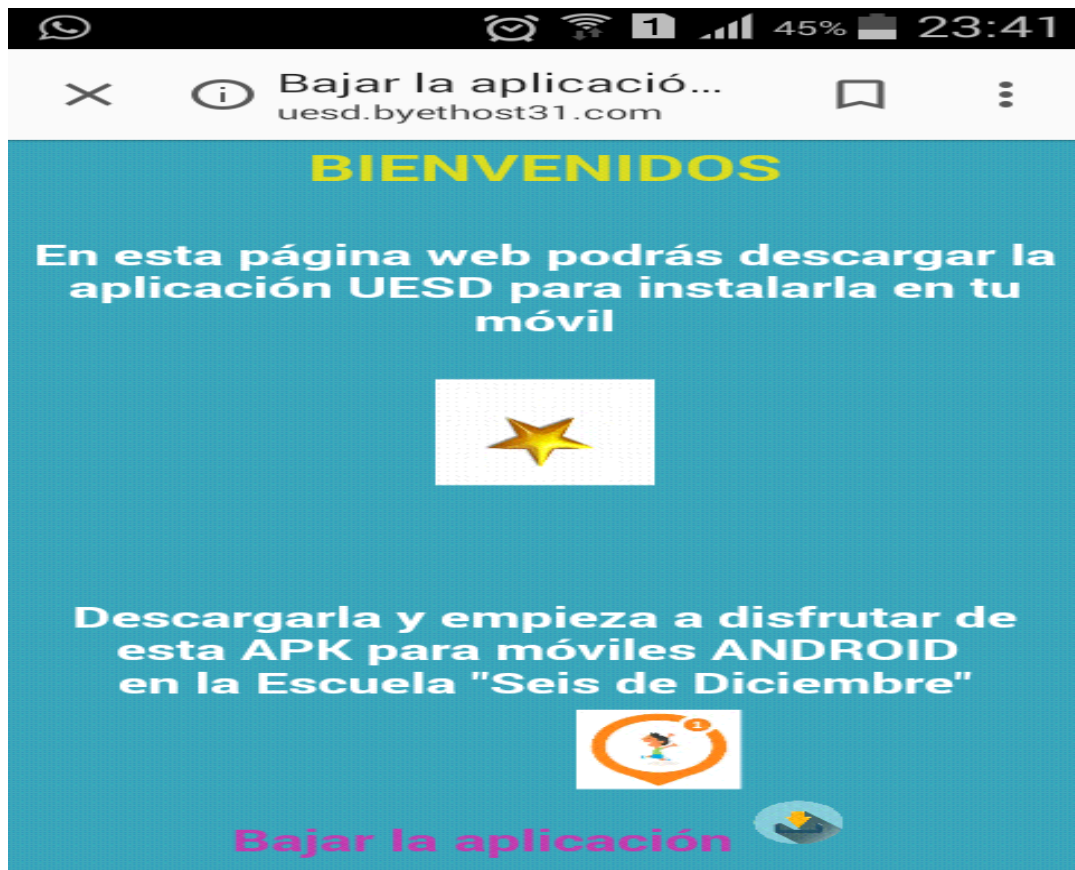 1 45% 23:41
Bajar la aplicació...
uesd.byethost31.com
BIENVENIDOS
En esta página web podrás descargar la
aplicación UESD para instalarla en tu
móvil
Descargarla y empieza a disfrutar de
esta APK para móviles ANDROID
en la Escuela "Seis de Diciembre"
1
Bajar la aplicación